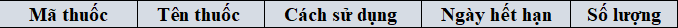 Mã thuốc Tên thuốc Cách sử dụng Ngày hết hạn Số lượng